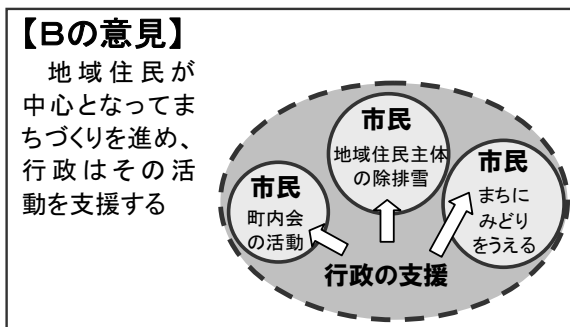 【Bの意見】
地域住民が
中心となってま
ちづくりを進め、
行政はその活
動を支援する
市民
地域住民主体
の除排雪
市民
町内会
の活動
市民
まちに
みどり
をうえる
行政の支援